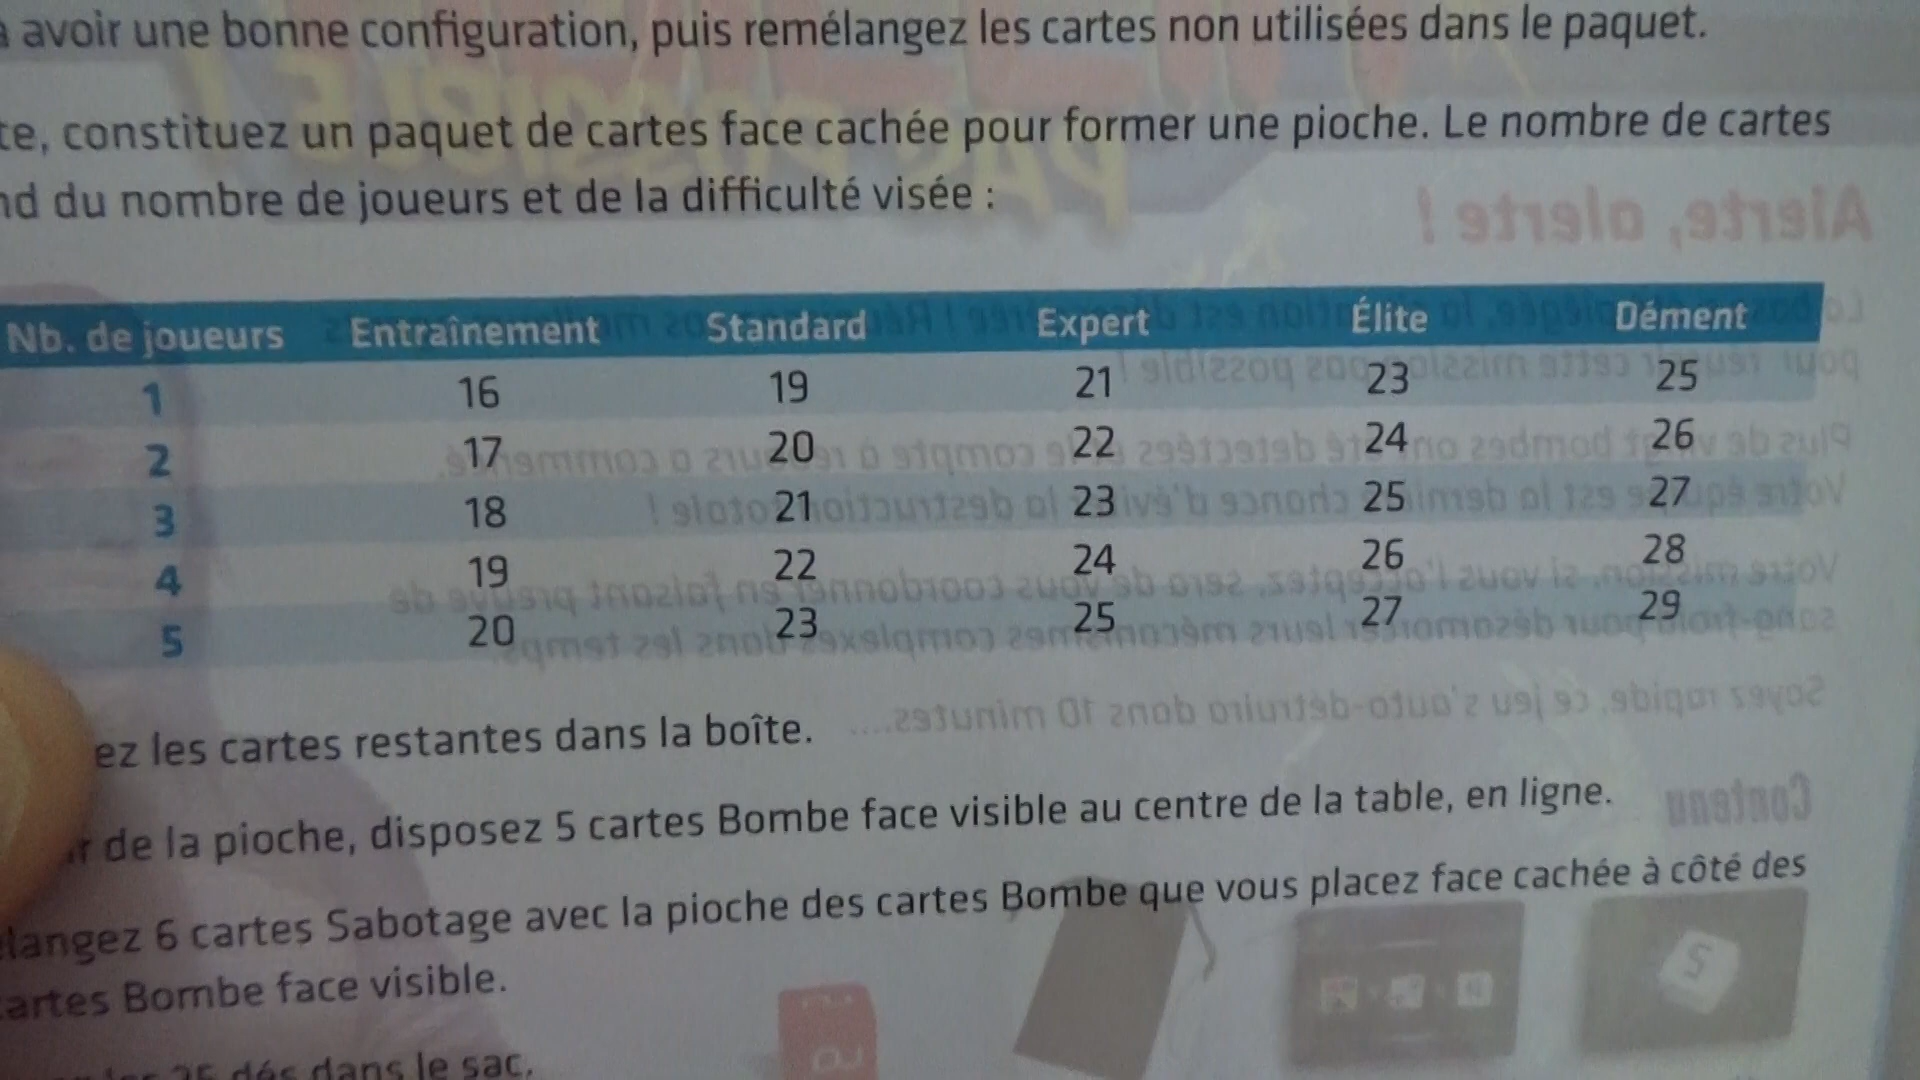 avoir une bonne configuration, puis remélangez les cartes non utilisées dans le paquet.
te, constituez un paquet de cartes face cachée pour former une pioche. Le nombre de cartes
nd du nombre de joueurs et de la difficulté visée :
Nb. de joueurs Entraînement Standard Expert Élite Dément
1 16 19 21 23 25
2 17 20 22 24 26
3 18 21 23 25 27
4 19 22 24 26 28
5 20 23 25 27 29
ez les cartes restantes dans la boîte.
r de la pioche, disposez 5 cartes Bombe face visible au centre de la table, en ligne.
langez 6 cartes Sabotage avec la pioche des cartes Bombe que vous placez face cachée à côté des
cartes Bombe face visible.
25 dés dans le sac.